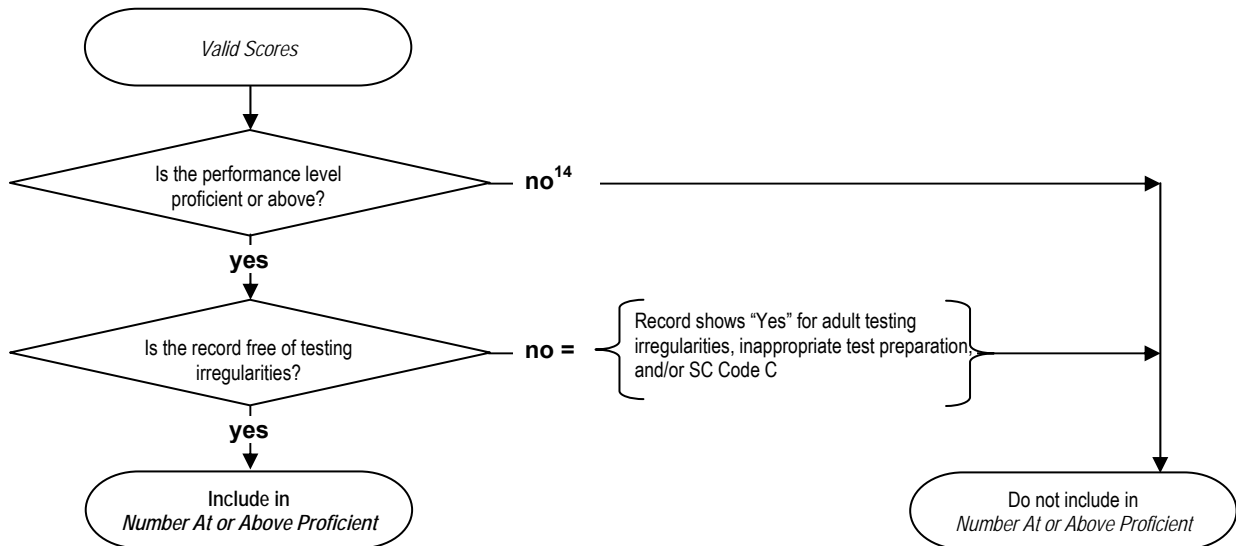 Valid Scores
Is the performance level
proficient or above?
no14
yes
Is the record free of testing
irregularities?
no =
Record shows “Yes” for adult testing
irregularities, inappropriate test preparation,
and/or SC Code C
yes
Include in
Number At or Above Proficient
Do not include in
Number At or Above Proficient